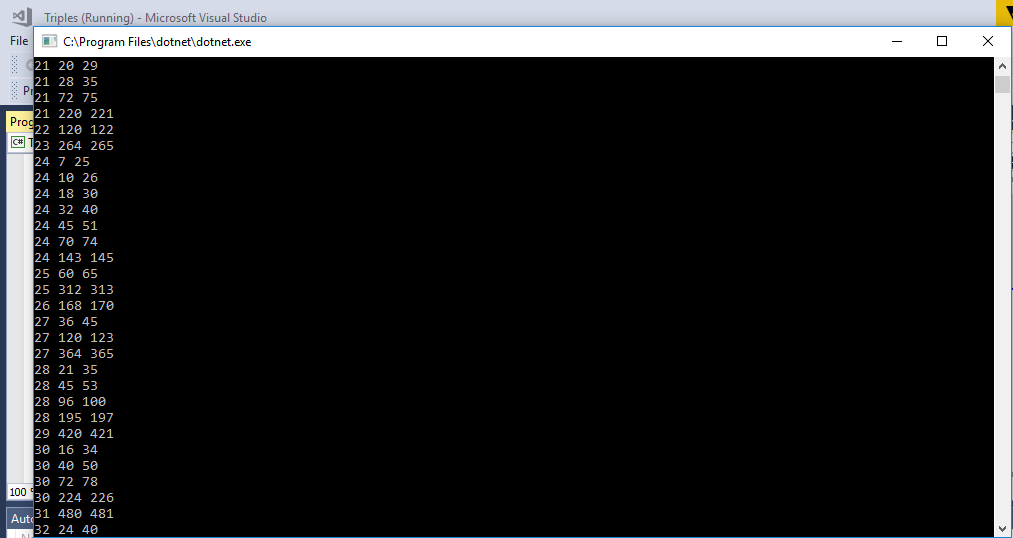 Triples (Running) - Microsoft Visual Studio
File
C:\Program Files\dotnet\dotnet.exe
21 20 29
21 28 35
21 72 75
21 220 221
22 120 122
23 264 265
24 7 25
24 10 26
24 18 30
24 32 40
24 45 51
24 70 74
24 143 145
25 60 65
25 312 313
26 168 170
27 36 45
27 120 123
27 364 365
28 21 35
28 45 53
28 96 100
28 195 197
29 420 421
30 16 34
30 40 50
30 72 78
30 224 226
31 480 481
32 24 40
C#
100